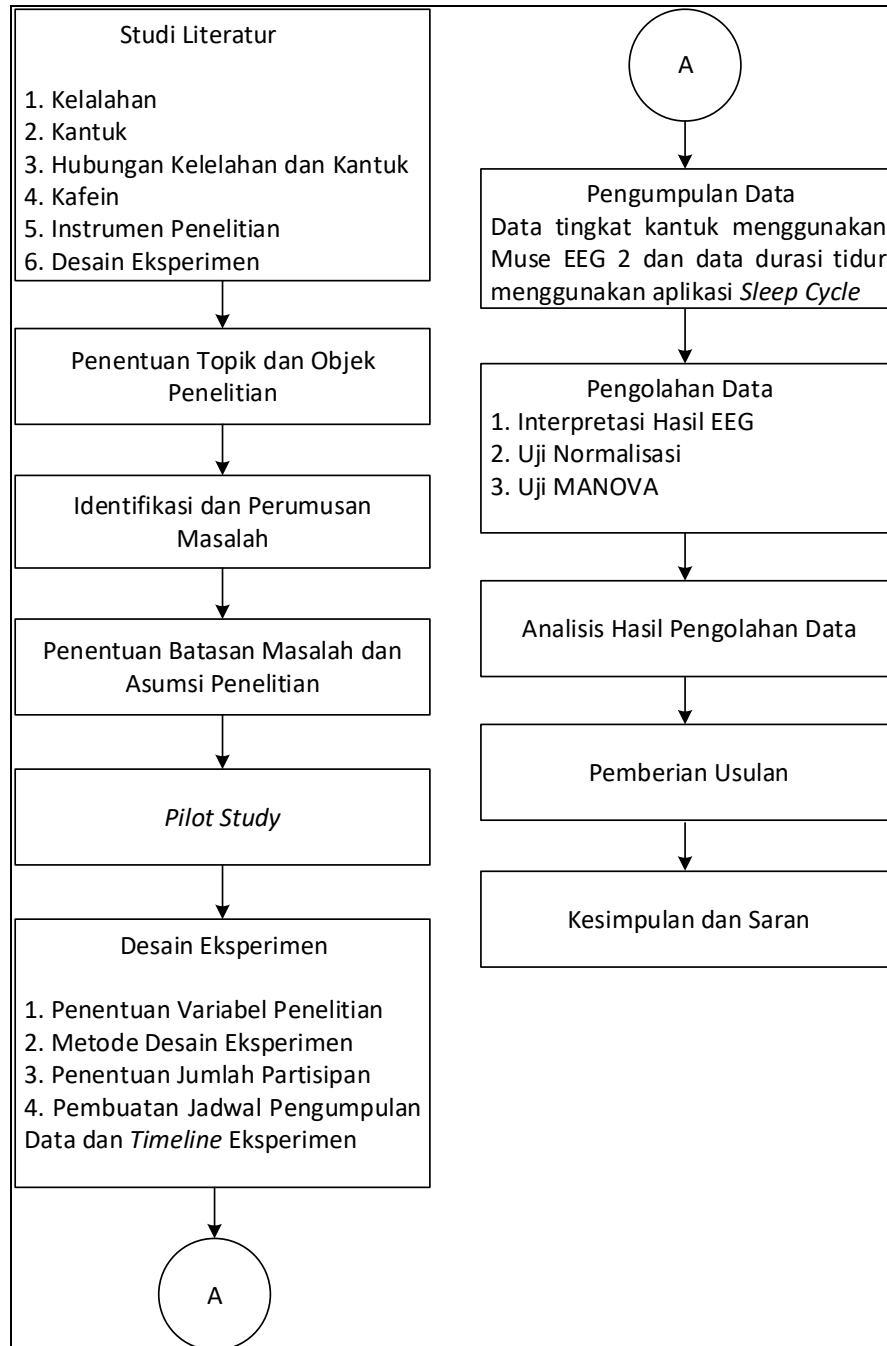 Studi Literatur
1. Kelalahan
2. Kantuk
3. Hubungan Kelelahan dan Kantuk
4. Kafein
5. Instrumen Penelitian
6. Desain Eksperimen
Penentuan Topik dan Objek
Penelitian
Identifikasi dan Perumusan
Masalah
Penentuan Batasan Masalah dan
Asumsi Penelitian
Pilot Study
Desain Eksperimen
1. Penentuan Variabel Penelitian
2. Metode Desain Eksperimen
3. Penentuan Jumlah Partisipan
4. Pembuatan Jadwal Pengumpulan
Data dan Timeline Eksperimen
A
A
Pengumpulan Data
Data tingkat kantuk menggunakan
Muse EEG 2 dan data durasi tidur
menggunakan aplikasi Sleep Cycle
Pengolahan Data
1. Interpretasi Hasil EEG
2. Uji Normalisasi
3. Uji MANOVA
Analisis Hasil Pengolahan Data
Pemberian Usulan
Kesimpulan dan Saran